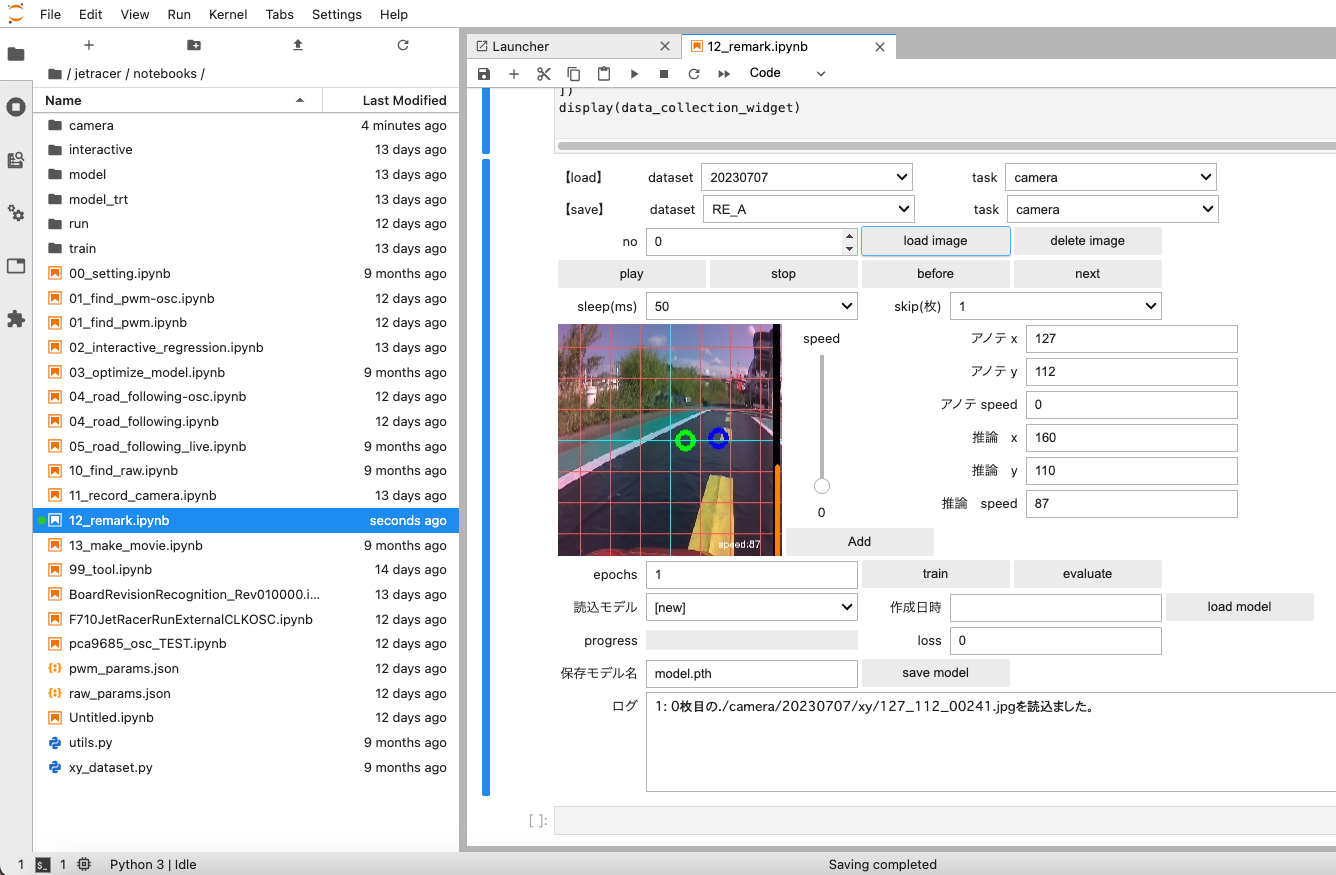 File Edit View Run Kernel Tabs Settings Help
/ jetracer / notebooks /
Name Last Modified
camera 4 minutes ago
interactive 13 days ago
model 13 days ago
model_trt 13 days ago
run 12 days ago
train 13 days ago
00_setting.ipynb 9 months ago
01_find_pwm-osc.ipynb 12 days ago
01_find_pwm.ipynb 12 days ago
02_interactive_regression.ipynb 13 days ago
03_optimize_model.ipynb 9 months ago
04_road_following-osc.ipynb 12 days ago
04_road_following.ipynb 12 days ago
05_road_following_live.ipynb 9 months ago
10_find_raw.ipynb 9 months ago
11_record_camera.ipynb 13 days ago
12_remark.ipynb seconds ago
13_make_movie.ipynb 9 months ago
99_tool.ipynb 14 days ago
BoardRevisionRecognition_Rev010000.i... 13 days ago
F710JetRacerRunExternalCLKOSC.ipynb 12 days ago
pca9685_osc_TEST.ipynb 12 days ago
pwm_params.json 12 days ago
raw_params.json 12 days ago
Untitled.ipynb 12 days ago
utils.py 9 months ago
xy_dataset.py 9 months ago
Launcher
12_remark.ipynb
Code
])
display(data_collection_widget)
【load】 dataset 20230707 task camera
【save】 dataset RE_A task camera
no 0 load image delete image
play stop before next
sleep(ms) 50 skip(枚) 1
speed
0
speed:87
アノテ x 127
アノテ y 112
アノテ speed 0
推論 x 160
推論 y 110
推論 speed 87
Add
epochs 1 train evaluate
読込モデル [new] 作成日時 load model
progress loss 0
保存モデル名 model.pth save model
ログ 1: 0枚目の./camera/20230707/xy/127_112_00241.jpgを読込ました。
[ ]:
1 $_ 1 Python 3 | Idle Saving completed